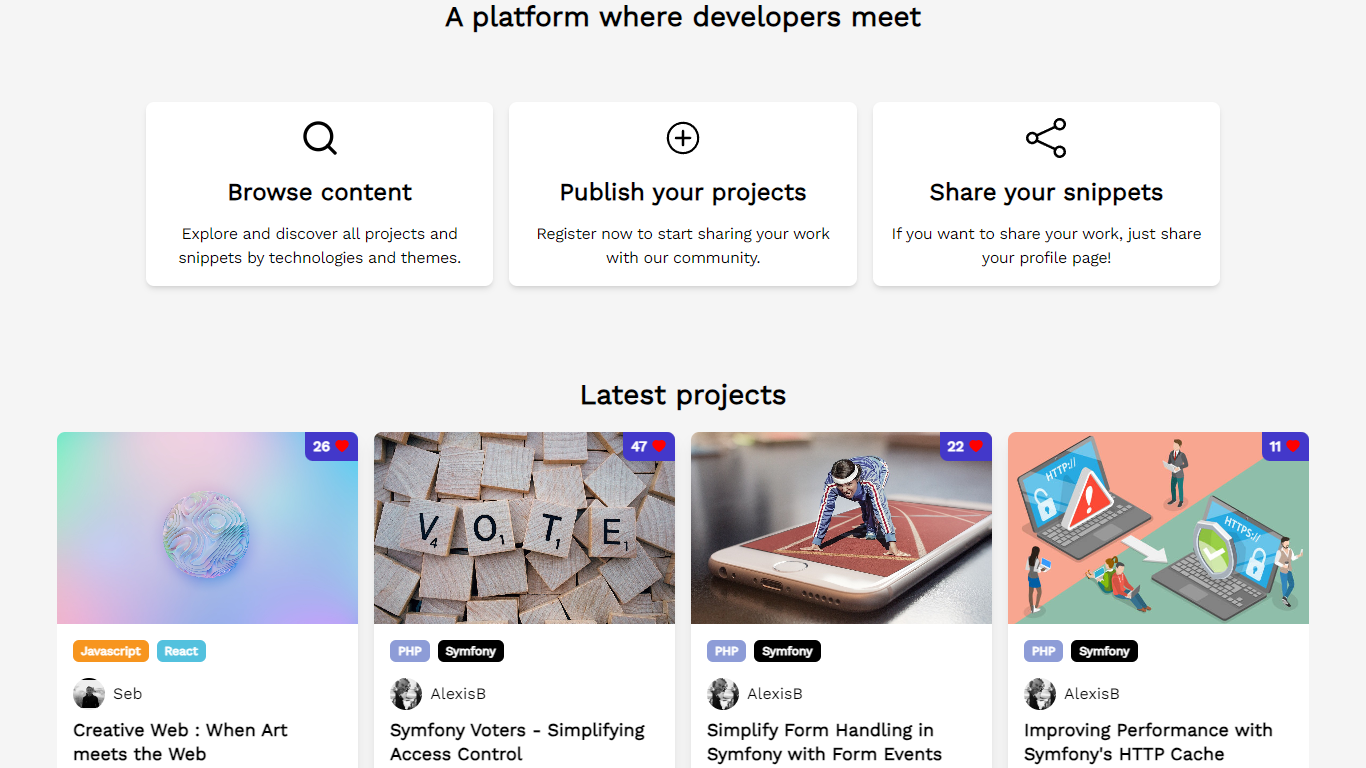 A platform where developers meet
Browse content
Explore and discover all projects and
snippets by technologies and themes.
Publish your projects
Register now to start sharing your work
with our community.
Share your snippets
If you want to share your work, just share
your profile page!
Latest projects
26
Javascript React
Seb
Creative Web : When Art
meets the Web
47
V4 O1 T1 E1
PHP Symfony
AlexisB
Symfony Voters - Simplifying
Access Control
22
PHP Symfony
AlexisB
Simplify Form Handling in
Symfony with Form Events
11
HTTP://
HTTPS://
PHP Symfony
AlexisB
Improving Performance with
Symfony's HTTP Cache